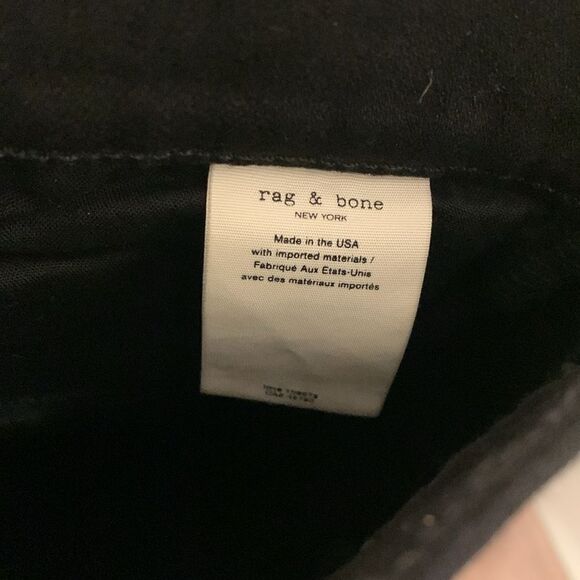 rag & bone
NEW YORK
Made in the USA
with imported materials /
Fabriqué Aux États-Unis
avec des matériaux importés